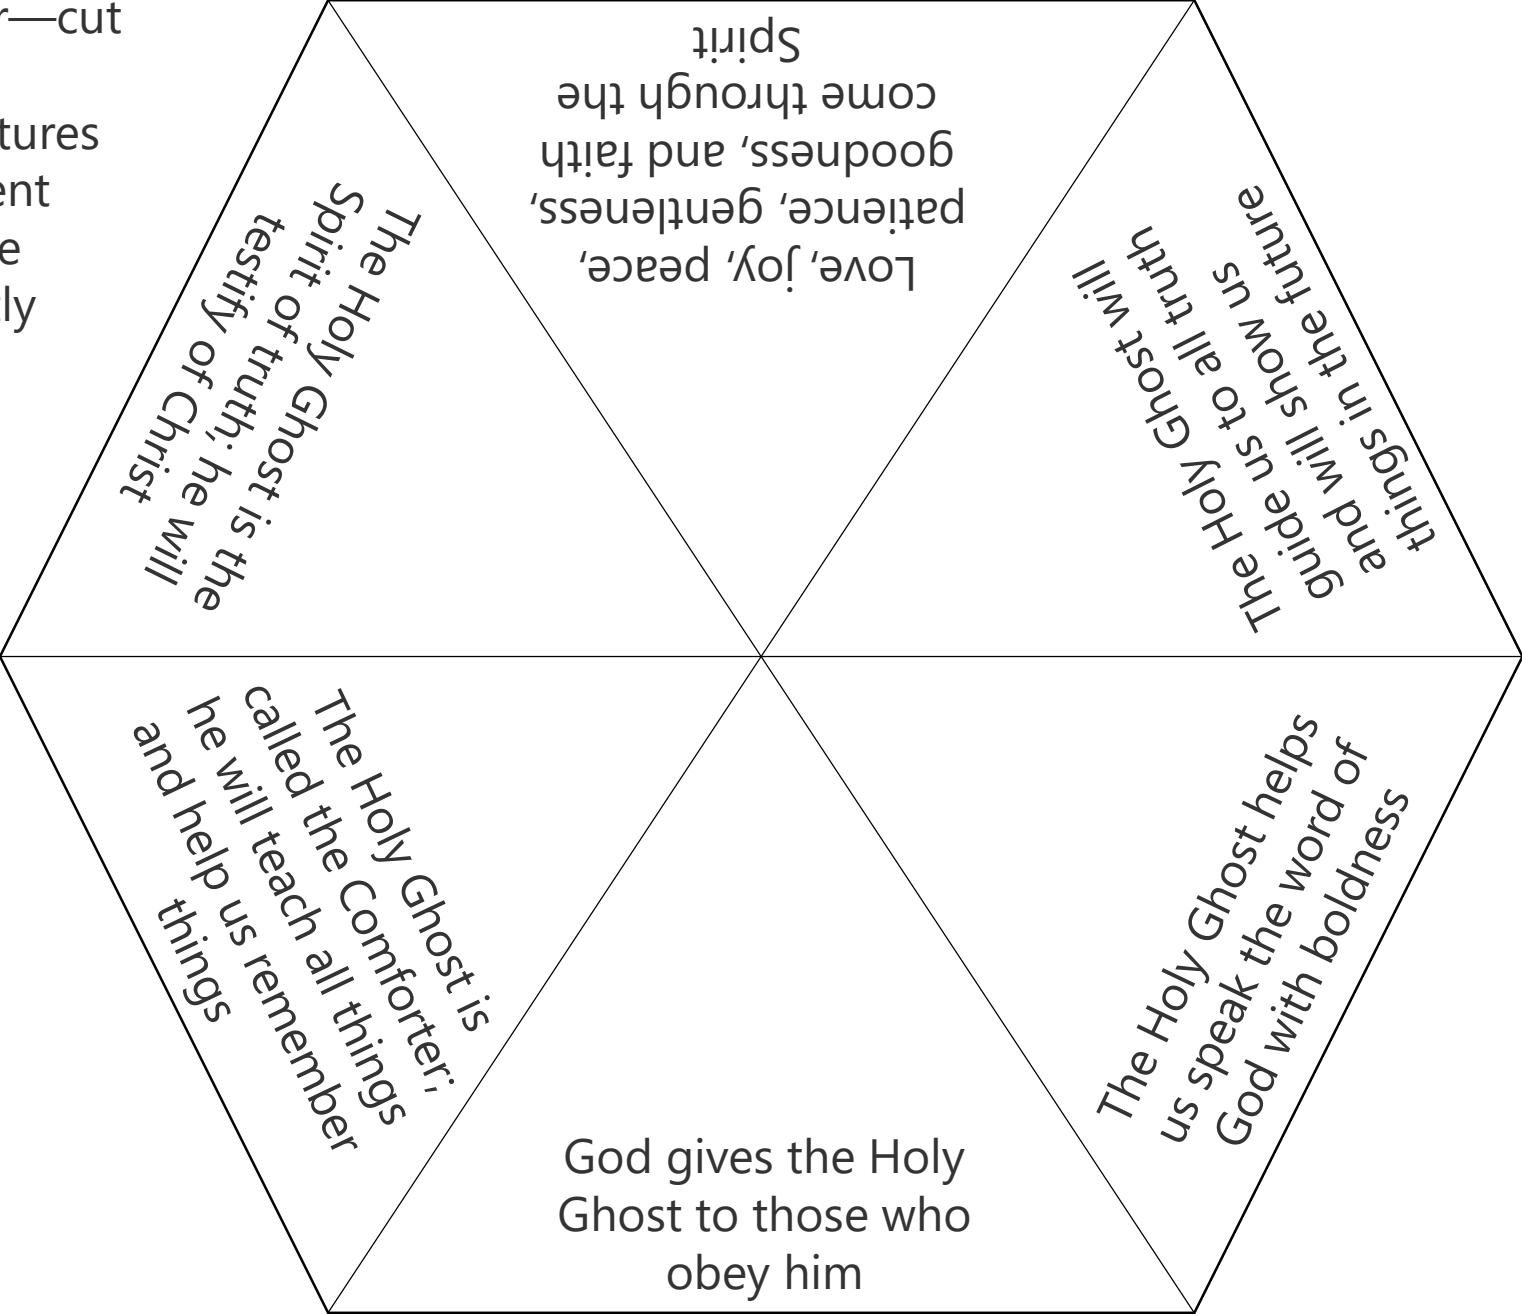 r—cut
tures
ent
e
tly
Love, joy, peace,
patience, gentleness,
goodness, and faith
come through the
Spirit
The Holy Ghost will
guide us to all truth
and will show us
things in the future
The Holy Ghost helps
us speak the word of
God with boldness
God gives the Holy
Ghost to those who
obey him
The Holy Ghost is
called the Comforter;
he will teach all things
and help us remember
things
The Holy Ghost is the
Spirit of truth; he will
testify of Christ